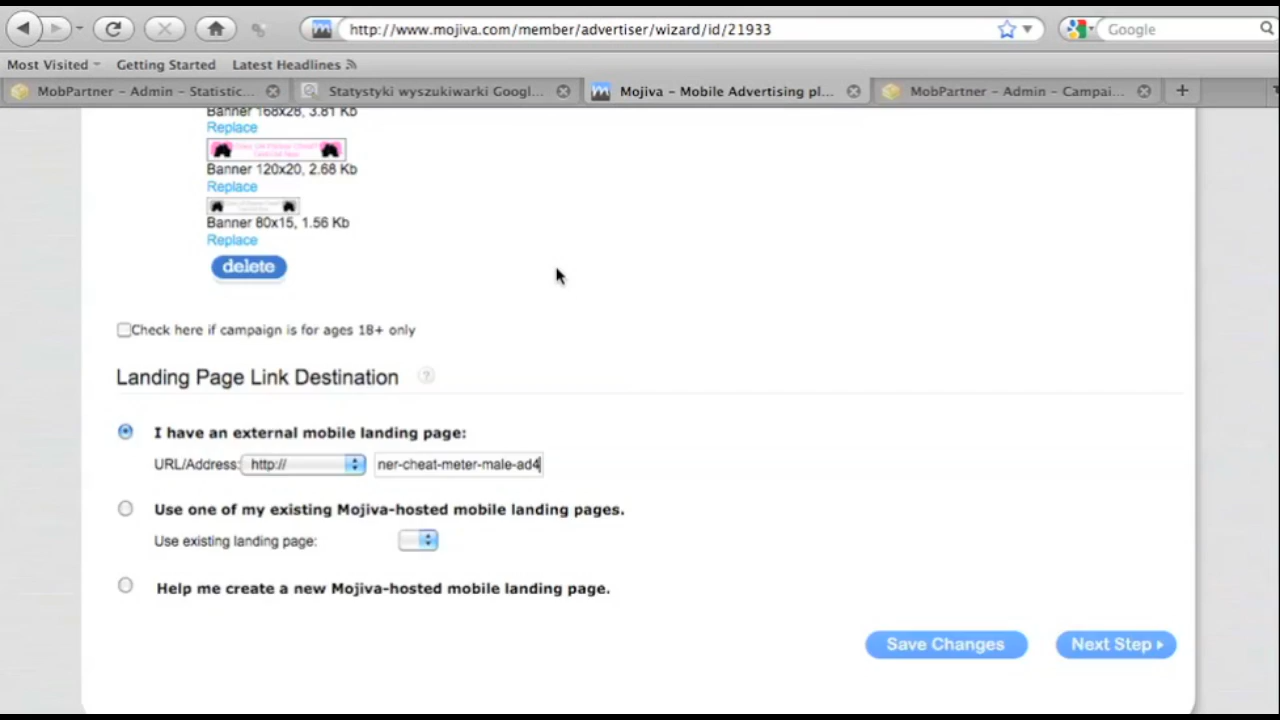 http://www.mojiva.com/member/advertiser/wizard/id/21933
Google
Most Visited
Getting Started
Latest Headlines
MobPartner – Admin – Statistic...
Statystyki wyszukiwarki Googl...
Mojiva – Mobile Advertising pl...
MobPartner – Admin – Campai...
Banner 168x28, 3.81 Kb
Replace
Banner 120x20, 2.68 Kb
Replace
Banner 80x15, 1.56 Kb
Replace
delete
Check here if campaign is for ages 18+ only
Landing Page Link Destination ?
I have an external mobile landing page:
URL/Address: http:// ner-cheat-meter-male-ad4
Use one of my existing Mojiva-hosted mobile landing pages.
Use existing landing page:
Help me create a new Mojiva-hosted mobile landing page.
Save Changes
Next Step